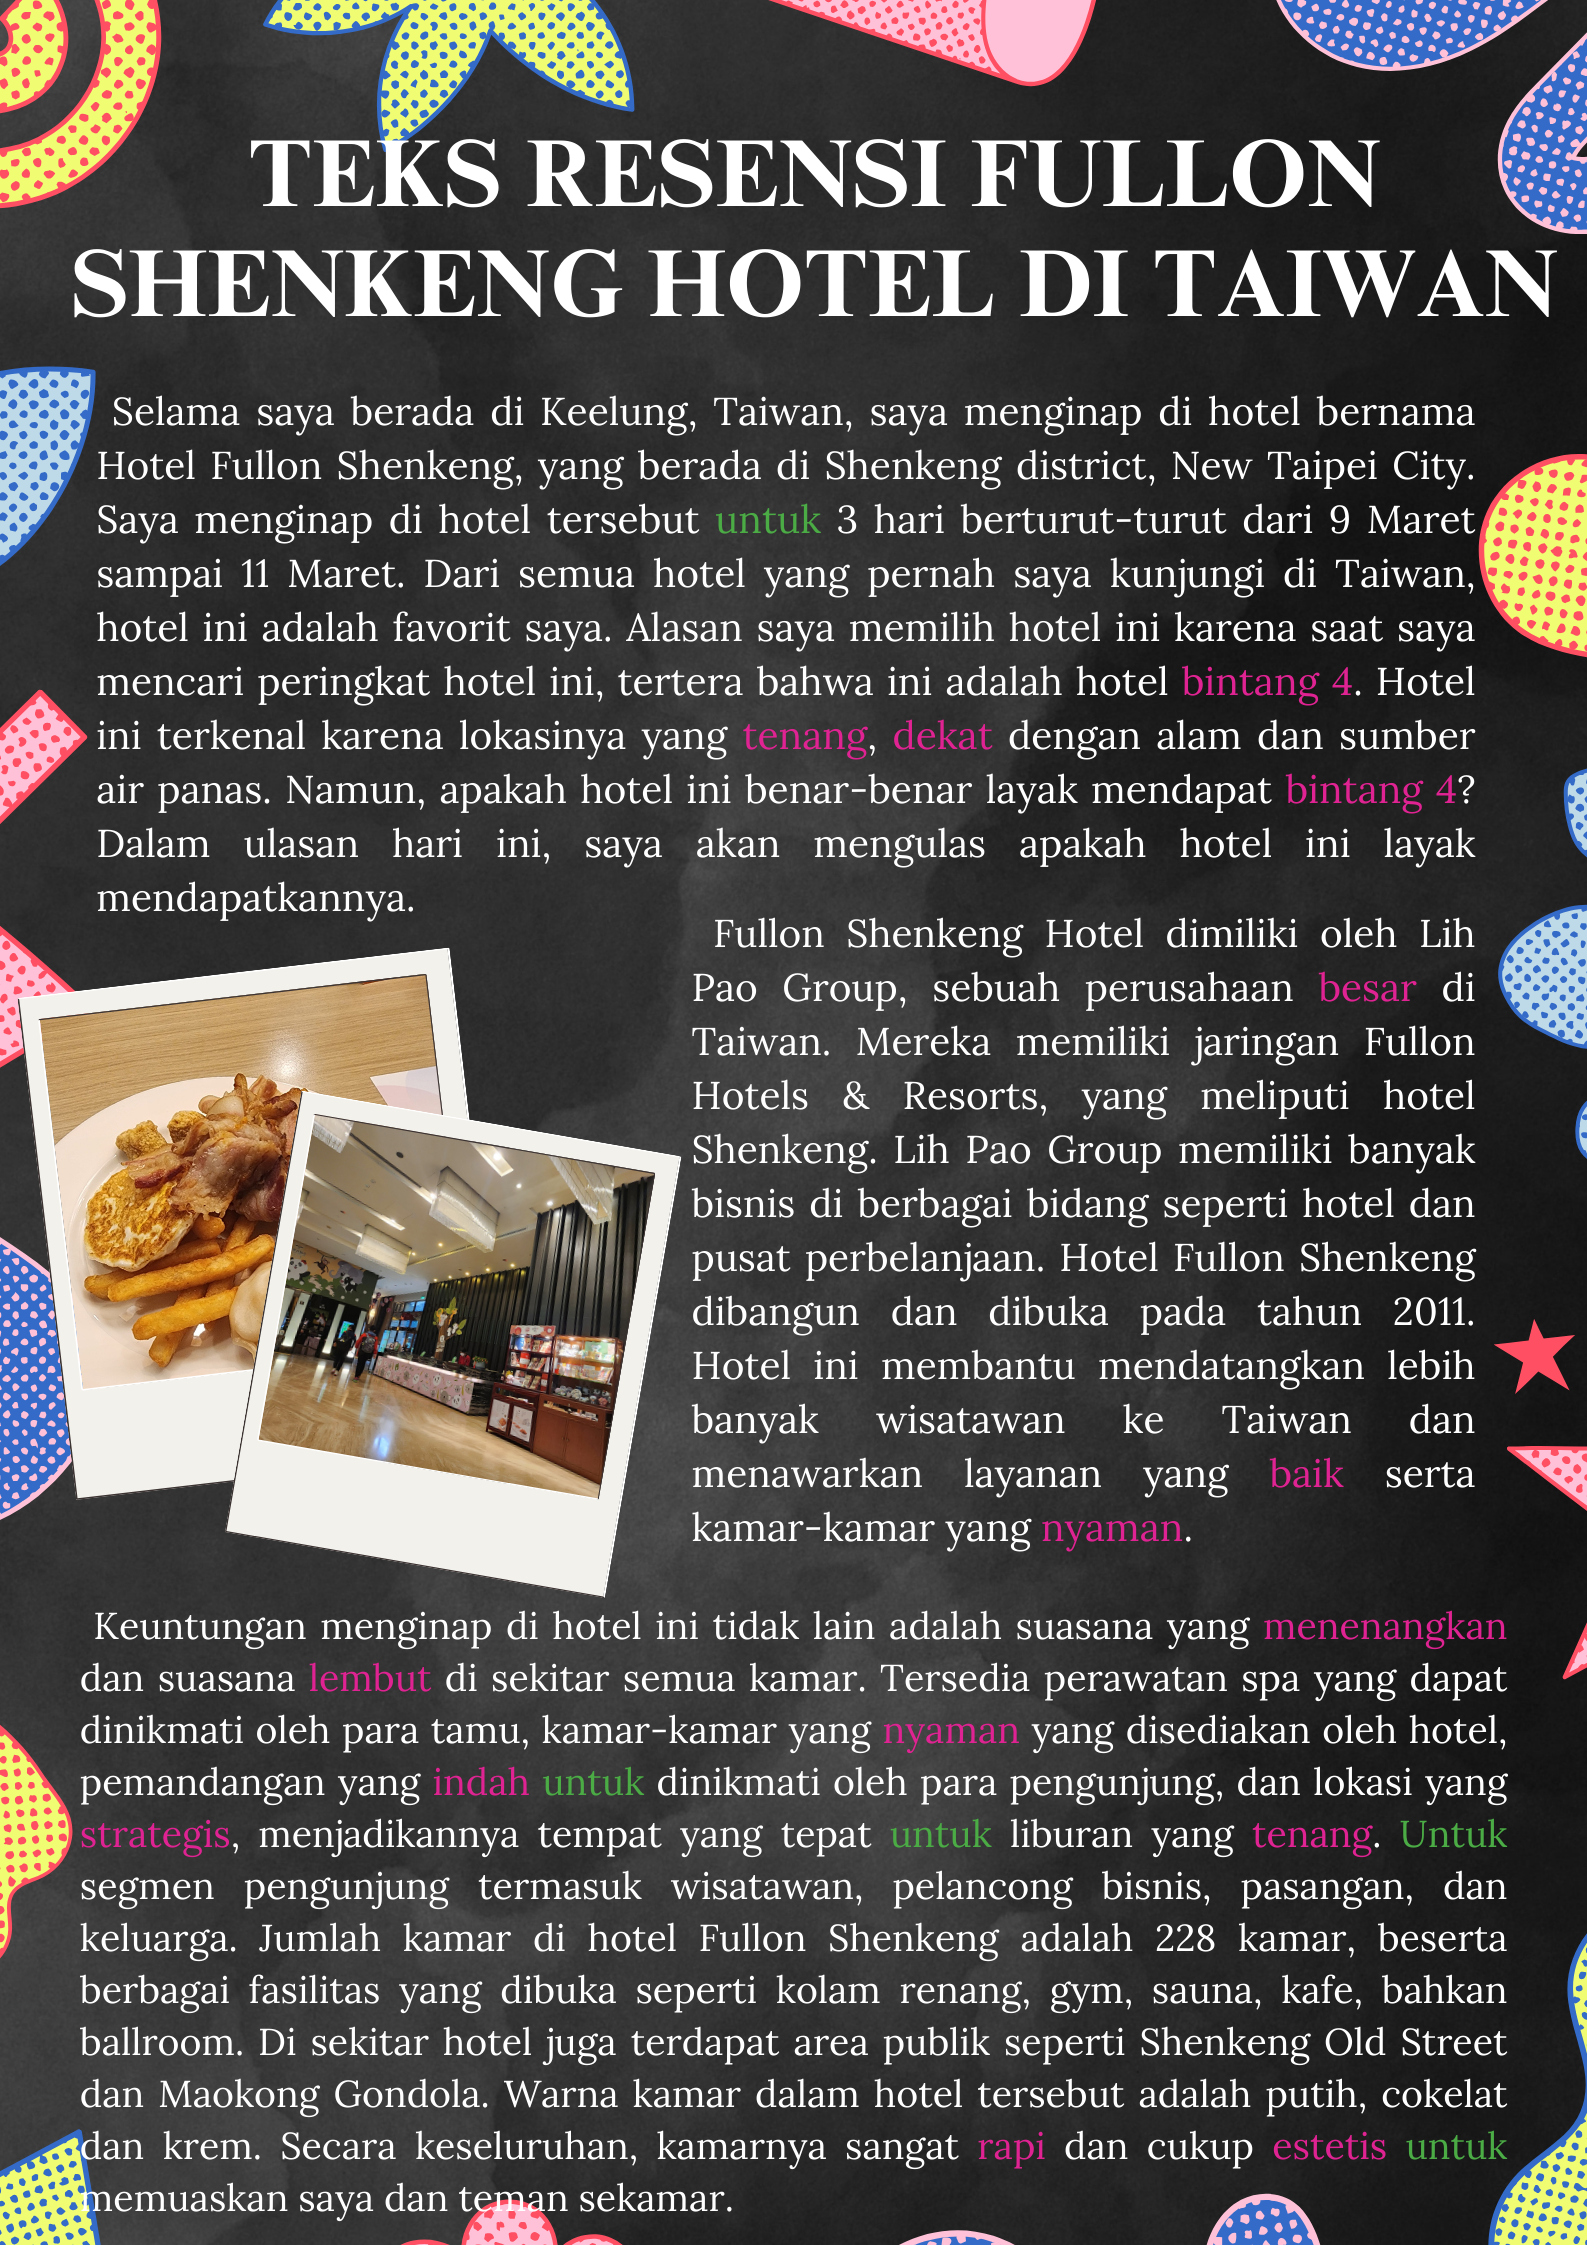 TEKS RESENSI FULLON
SHENKENG HOTEL DI TAIWAN
Selama saya berada di Keelung, Taiwan, saya menginap di hotel bernama
Hotel Fullon Shenkeng, yang berada di Shenkeng district, New Taipei City.
Saya menginap di hotel tersebut untuk 3 hari berturut-turut dari 9 Maret
sampai 11 Maret. Dari semua hotel yang pernah saya kunjungi di Taiwan,
hotel ini adalah favorit saya. Alasan saya memilih hotel ini karena saat saya
mencari peringkat hotel ini, tertera bahwa ini adalah hotel bintang 4. Hotel
ini terkenal karena lokasinya yang tenang, dekat dengan alam dan sumber
air panas. Namun, apakah hotel ini benar-benar layak mendapat bintang 4?
Dalam ulasan hari ini, saya akan mengulas apakah hotel ini layak
mendapatkannya.
Fullon Shenkeng Hotel dimiliki oleh Lih
Pao Group, sebuah perusahaan besar di
Taiwan. Mereka memiliki jaringan Fullon
Hotels & Resorts, yang meliputi hotel
Shenkeng. Lih Pao Group memiliki banyak
bisnis di berbagai bidang seperti hotel dan
pusat perbelanjaan. Hotel Fullon Shenkeng
dibangun dan dibuka pada tahun 2011.
Hotel ini membantu mendatangkan lebih
banyak wisatawan ke Taiwan dan
menawarkan layanan yang baik serta
kamar-kamar yang nyaman.
Keuntungan menginap di hotel ini tidak lain adalah suasana yang menenangkan
dan suasana lembut di sekitar semua kamar. Tersedia perawatan spa yang dapat
dinikmati oleh para tamu, kamar-kamar yang nyaman yang disediakan oleh hotel,
pemandangan yang indah untuk dinikmati oleh para pengunjung, dan lokasi yang
strategis, menjadikannya tempat yang tepat untuk liburan yang tenang. Untuk
segmen pengunjung termasuk wisatawan, pelancong bisnis, pasangan, dan
keluarga. Jumlah kamar di hotel Fullon Shenkeng adalah 228 kamar, beserta
berbagai fasilitas yang dibuka seperti kolam renang, gym, sauna, kafe, bahkan
ballroom. Di sekitar hotel juga terdapat area publik seperti Shenkeng Old Street
dan Maokong Gondola. Warna kamar dalam hotel tersebut adalah putih, cokelat
dan krem. Secara keseluruhan, kamarnya sangat rapi dan cukup estetis untuk
memuaskan saya dan teman sekamar.